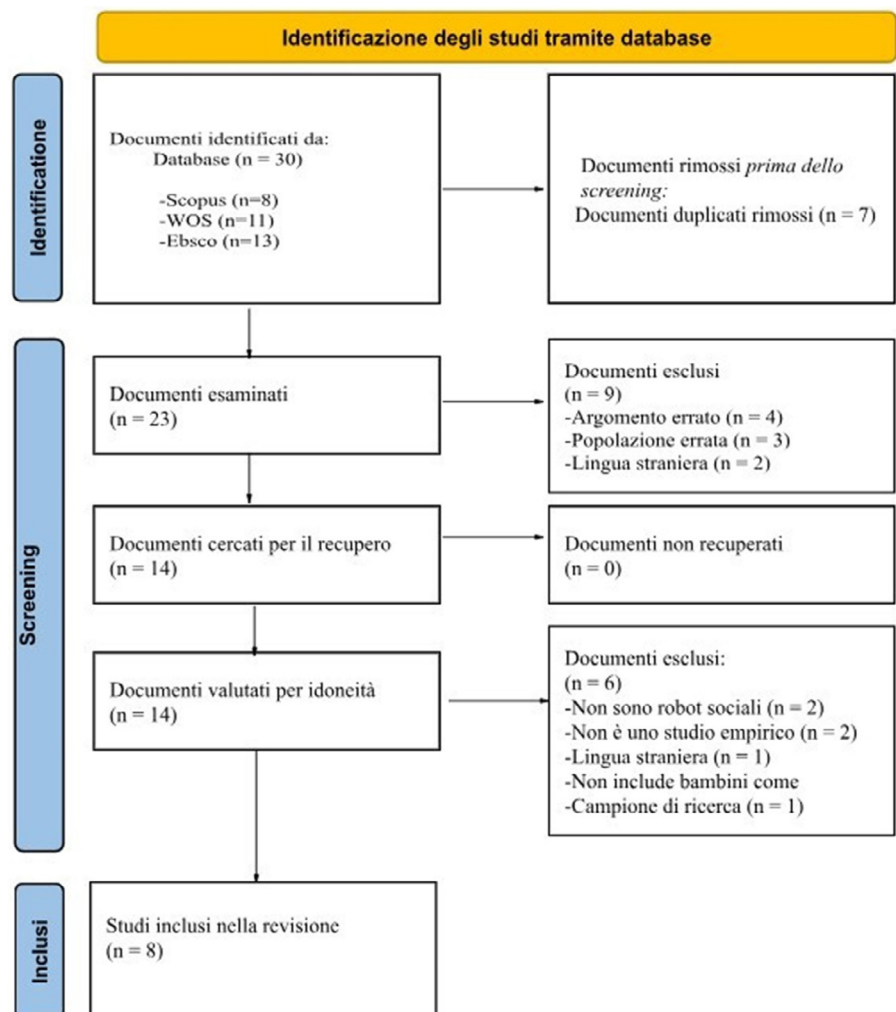 Identificazione degli studi tramite database
Identificatione
Documenti identificati da:
Database (n = 30)
-Scopus (n=8)
-WOS (n=11)
-Ebsco (n=13)
Documenti rimossi prima dello
screening:
Documenti duplicati rimossi (n = 7)
Screening
Documenti esaminati
(n = 23)
Documenti esclusi
(n = 9)
-Argomento errato (n = 4)
-Popolazione errata (n = 3)
-Lingua straniera (n = 2)
Documenti cercati per il recupero
(n = 14)
Documenti non recuperati
(n = 0)
Documenti valutati per idoneità
(n = 14)
Documenti esclusi:
(n = 6)
-Non sono robot sociali (n = 2)
-Non è uno studio empirico (n = 2)
-Lingua straniera (n = 1)
-Non include bambini come
-Campione di ricerca (n = 1)
Inclusi
Studi inclusi nella revisione
(n = 8)